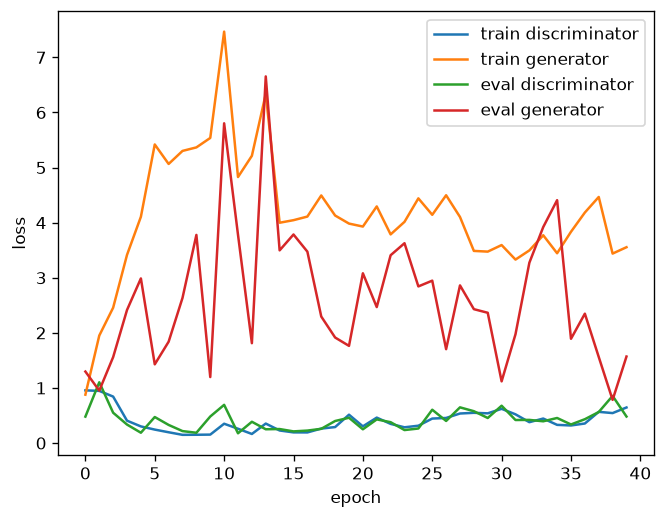 train discriminator
train generator
eval discriminator
eval generator
7
6
5
4
3
2
1
0
loss
0 5 10 15 20 25 30 35 40
epoch